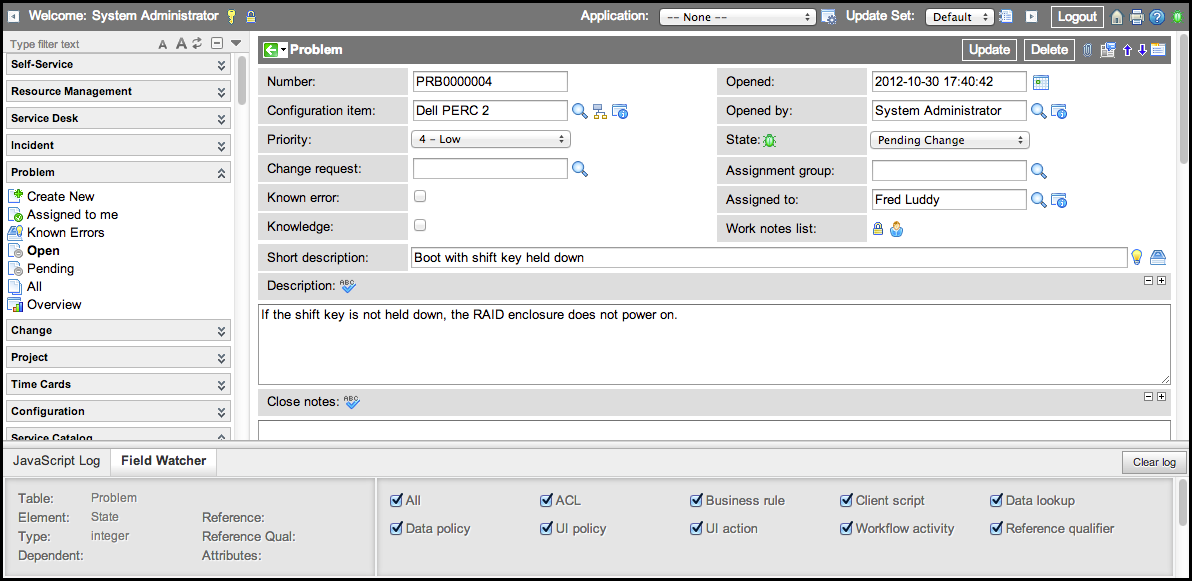 Welcome: System Administrator
Application: -- None -- Update Set: Default Logout
Type filter text A A
Self-Service
Resource Management
Service Desk
Incident
Problem
Create New
Assigned to me
Known Errors
Open
Pending
All
Overview
Change
Project
Time Cards
Configuration
Service Catalog
Problem Update Delete
Number: PRB0000004
Configuration item: Dell PERC 2
Priority: 4 - Low
Change request:
Known error:
Knowledge:
Opened: 2012-10-30 17:40:42
Opened by: System Administrator
State: Pending Change
Assignment group:
Assigned to: Fred Luddy
Work notes list:
Short description: Boot with shift key held down
Description: ABC
If the shift key is not held down, the RAID enclosure does not power on.
Close notes: ABC
JavaScript Log Field Watcher Clear log
Table: Problem
Element: State
Type: integer
Dependent:
Reference:
Reference Qual:
Attributes:
All ACL Business rule Client script Data lookup
Data policy UI policy UI action Workflow activity Reference qualifier